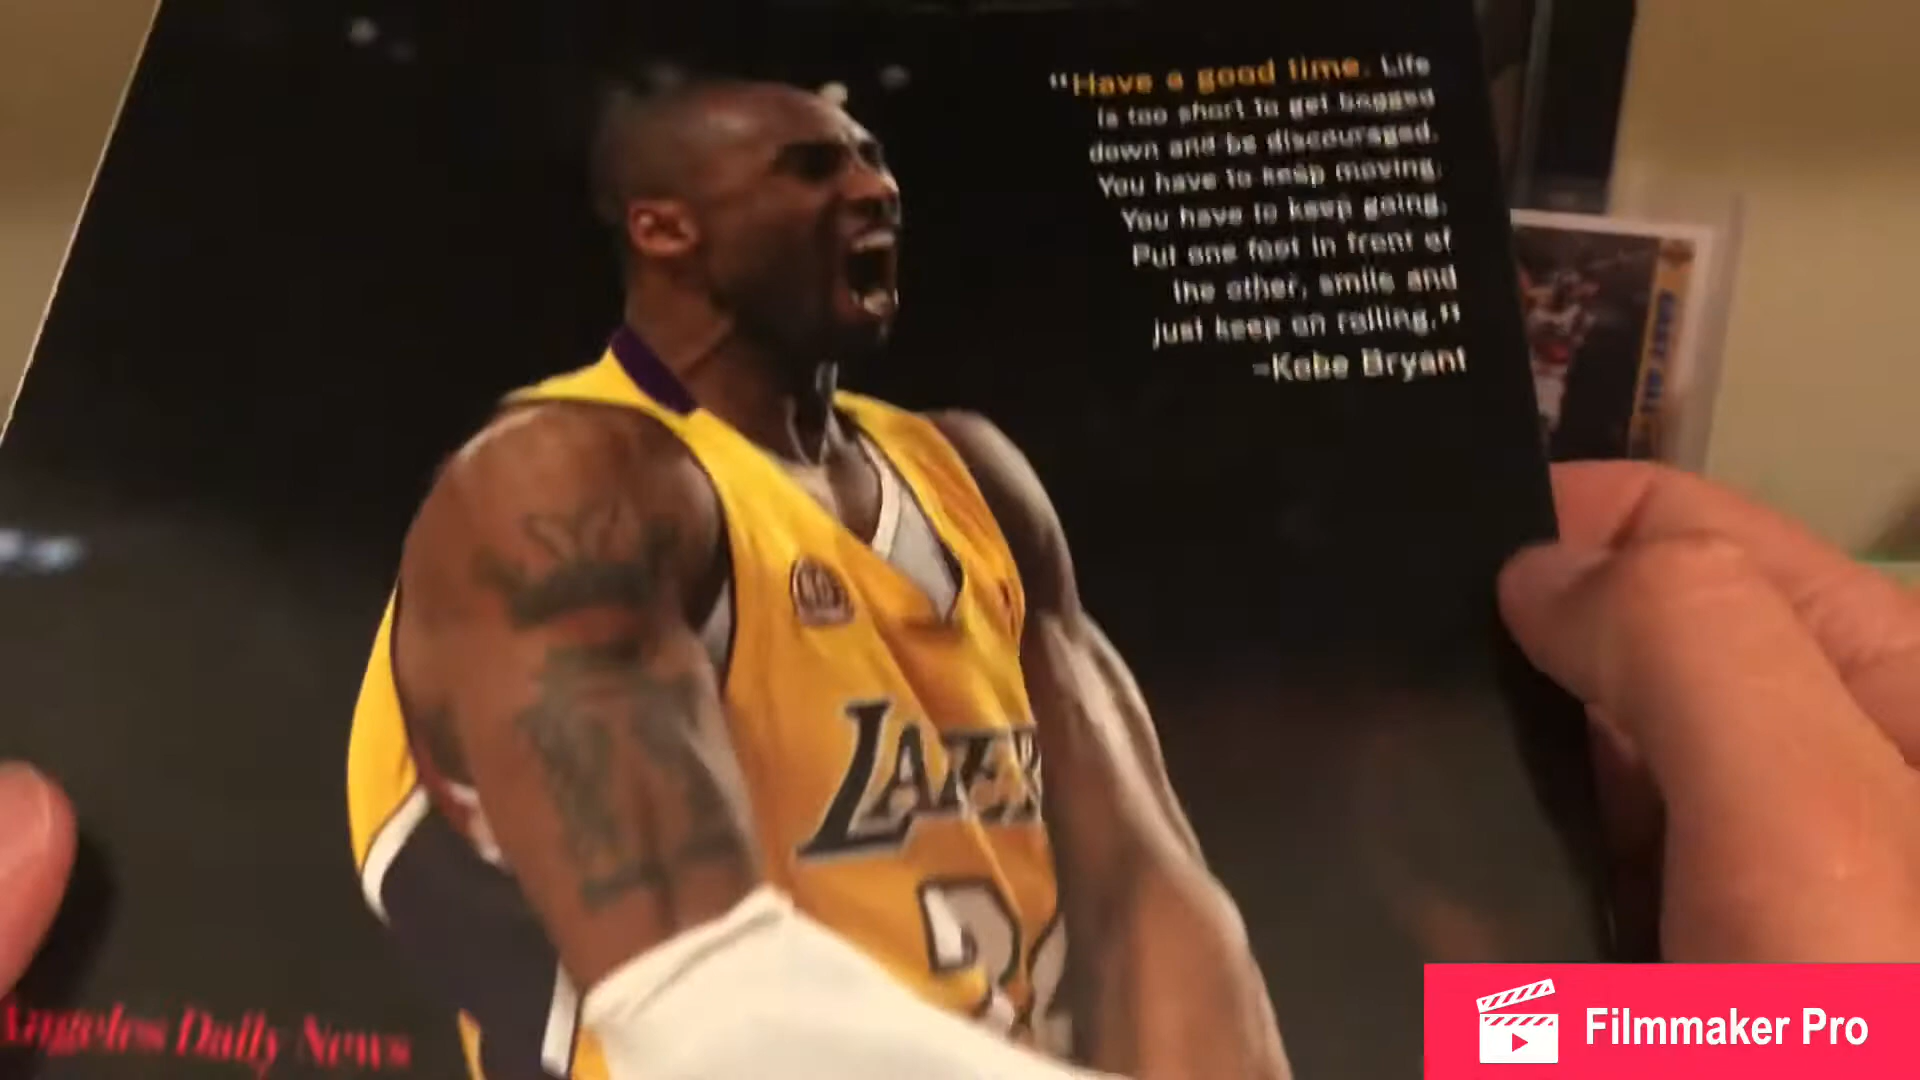 "Have a good time. Life
is too short to get bogged
down and be discouraged.
You have to keep moving.
You have to keep going.
Put one foot in front of
the other, smile and
just keep on rolling."
-Kobe Bryant
LAKER
Angeles Daily News
Filmmaker Pro